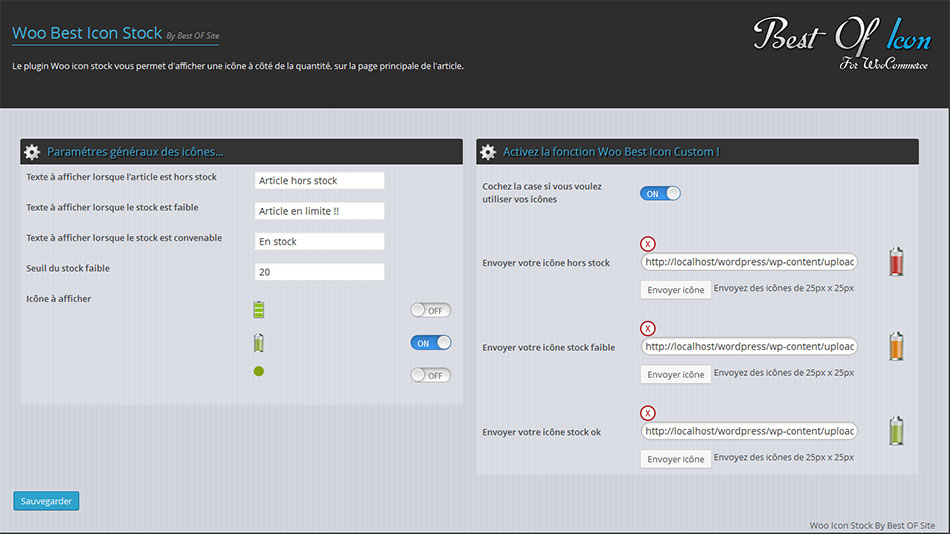 Woo Best Icon Stock By Best OF Site
Best Of Icon
For WooCommerce
Le plugin Woo icon stock vous permet d'afficher une icône à côté de la quantité, sur la page principale de l'article.
Paramétres généraux des icônes...
Texte à afficher lorsque l'article est hors stock
Article hors stock
Texte à afficher lorsque le stock est faible
Article en limite !!
Texte à afficher lorsque le stock est convenable
En stock
Seuil du stock faible
20
Icône à afficher
OFF
ON
OFF
Activez la fonction Woo Best Icon Custom !
Cochez la case si vous voulez
utiliser vos icônes
ON
X
Envoyer votre icône hors stock
http://localhost/wordpress/wp-content/uploac
Envoyer icône
Envoyez des icônes de 25px x 25px
X
Envoyer votre icône stock faible
http://localhost/wordpress/wp-content/uploac
Envoyer icône
Envoyez des icônes de 25px x 25px
X
Envoyer votre icône stock ok
http://localhost/wordpress/wp-content/uploac
Envoyer icône
Envoyez des icônes de 25px x 25px
Sauvegarder
Woo Icon Stock By Best OF Site